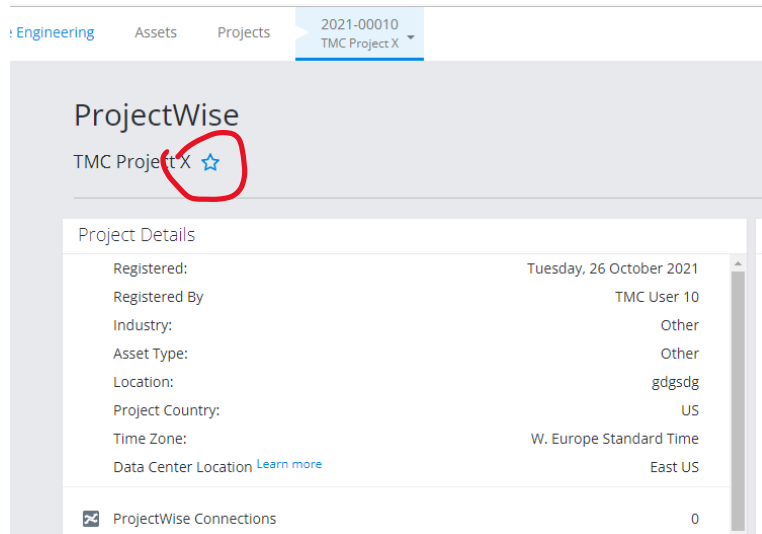 e Engineering Assets Projects 2021-00010
TMC Project X
ProjectWise
TMC Project X
Project Details
Registered: Tuesday, 26 October 2021
Registered By TMC User 10
Industry: Other
Asset Type: Other
Location: gdgsdg
Project Country: US
Time Zone: W. Europe Standard Time
Data Center Location Learn more East US
ProjectWise Connections 0